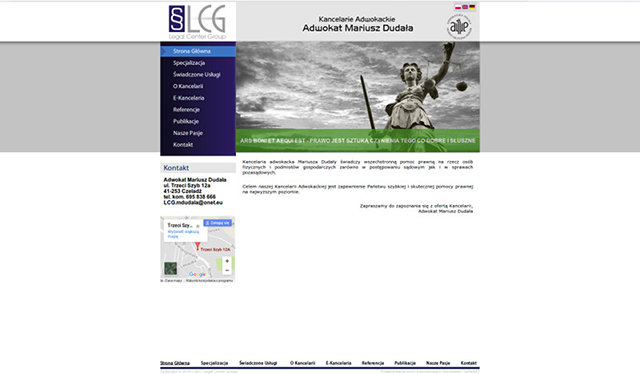 §LCG
Legal Center Group
Kancelarie Adwokackie
Adwokat Mariusz Dudała
Strona Główna
Specjalizacja
Świadczone Usługi
O Kancelarii
E-Kancelaria
Referencje
Publikacje
Nasze Pasje
Kontakt
ARS BONI ET AEQUI EST - PRAWO JEST SZTUKĄ CZYNIENIA TEGO CO DOBRE I SŁUSZNE
Kancelaria adwokacka Mariusza Dudały świadczy wszechstronną pomoc prawną na rzecz osób
fizycznych i podmiotów gospodarczych zarówno w postępowaniu sądowym jak i w sprawach
pozasądowych.
Celem naszej Kancelarii Adwokackiej jest zapewnienie Państwu szybkiej i skutecznej pomocy prawnej
na najwyższym poziomie.
Zapraszamy do zapoznania się z ofertą Kancelarii,
Adwokat Mariusz Dudała
Kontakt
Adwokat Mariusz Dudała
ul. Trzeci Szyb 12a
41-253 Czeladź
tel. kom. 695 838 666
LCG.mdudala@onet.eu
Trzeci Szy...
Zaloguj się
Wyświetl większą
mapę
Trzeci Szyb 12A
Google
Strona Główna Specjalizacja Świadczone Usługi O Kancelarii E-Kancelaria Referencje Publikacje Nasze Pasje Kontakt